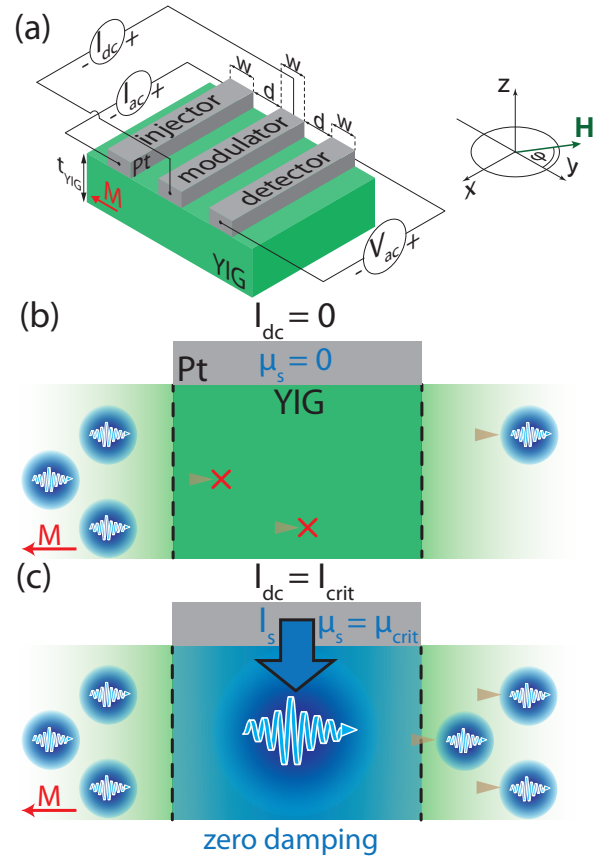 (a)
- I_dc +
- I_ac +
w
w
d
d
w
injector
Pt
modulator
detector
t_YIG
M
YIG
- V_ac +
z
H
φ
x
y
(b)
I_dc = 0
Pt
μ_s = 0
YIG
M
(c)
I_dc = I_crit
I_s
μ_s = μ_crit
M
zero damping